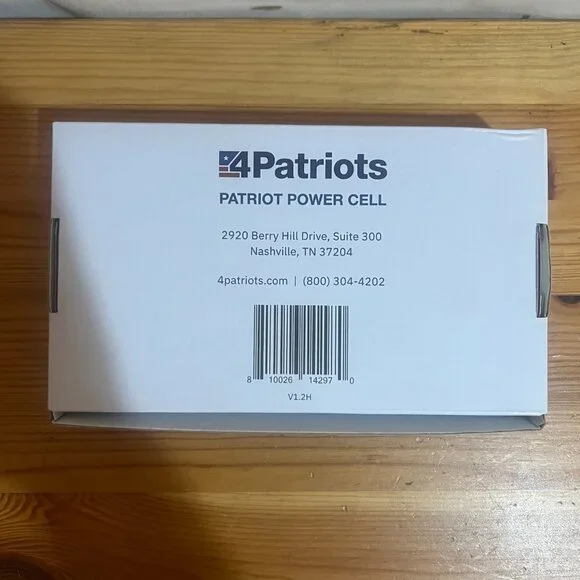 4Patriots
PATRIOT POWER CELL
2920 Berry Hill Drive, Suite 300
Nashville, TN 37204
4patriots.com | (800) 304-4202
8 10026 14297 0
V1.2H